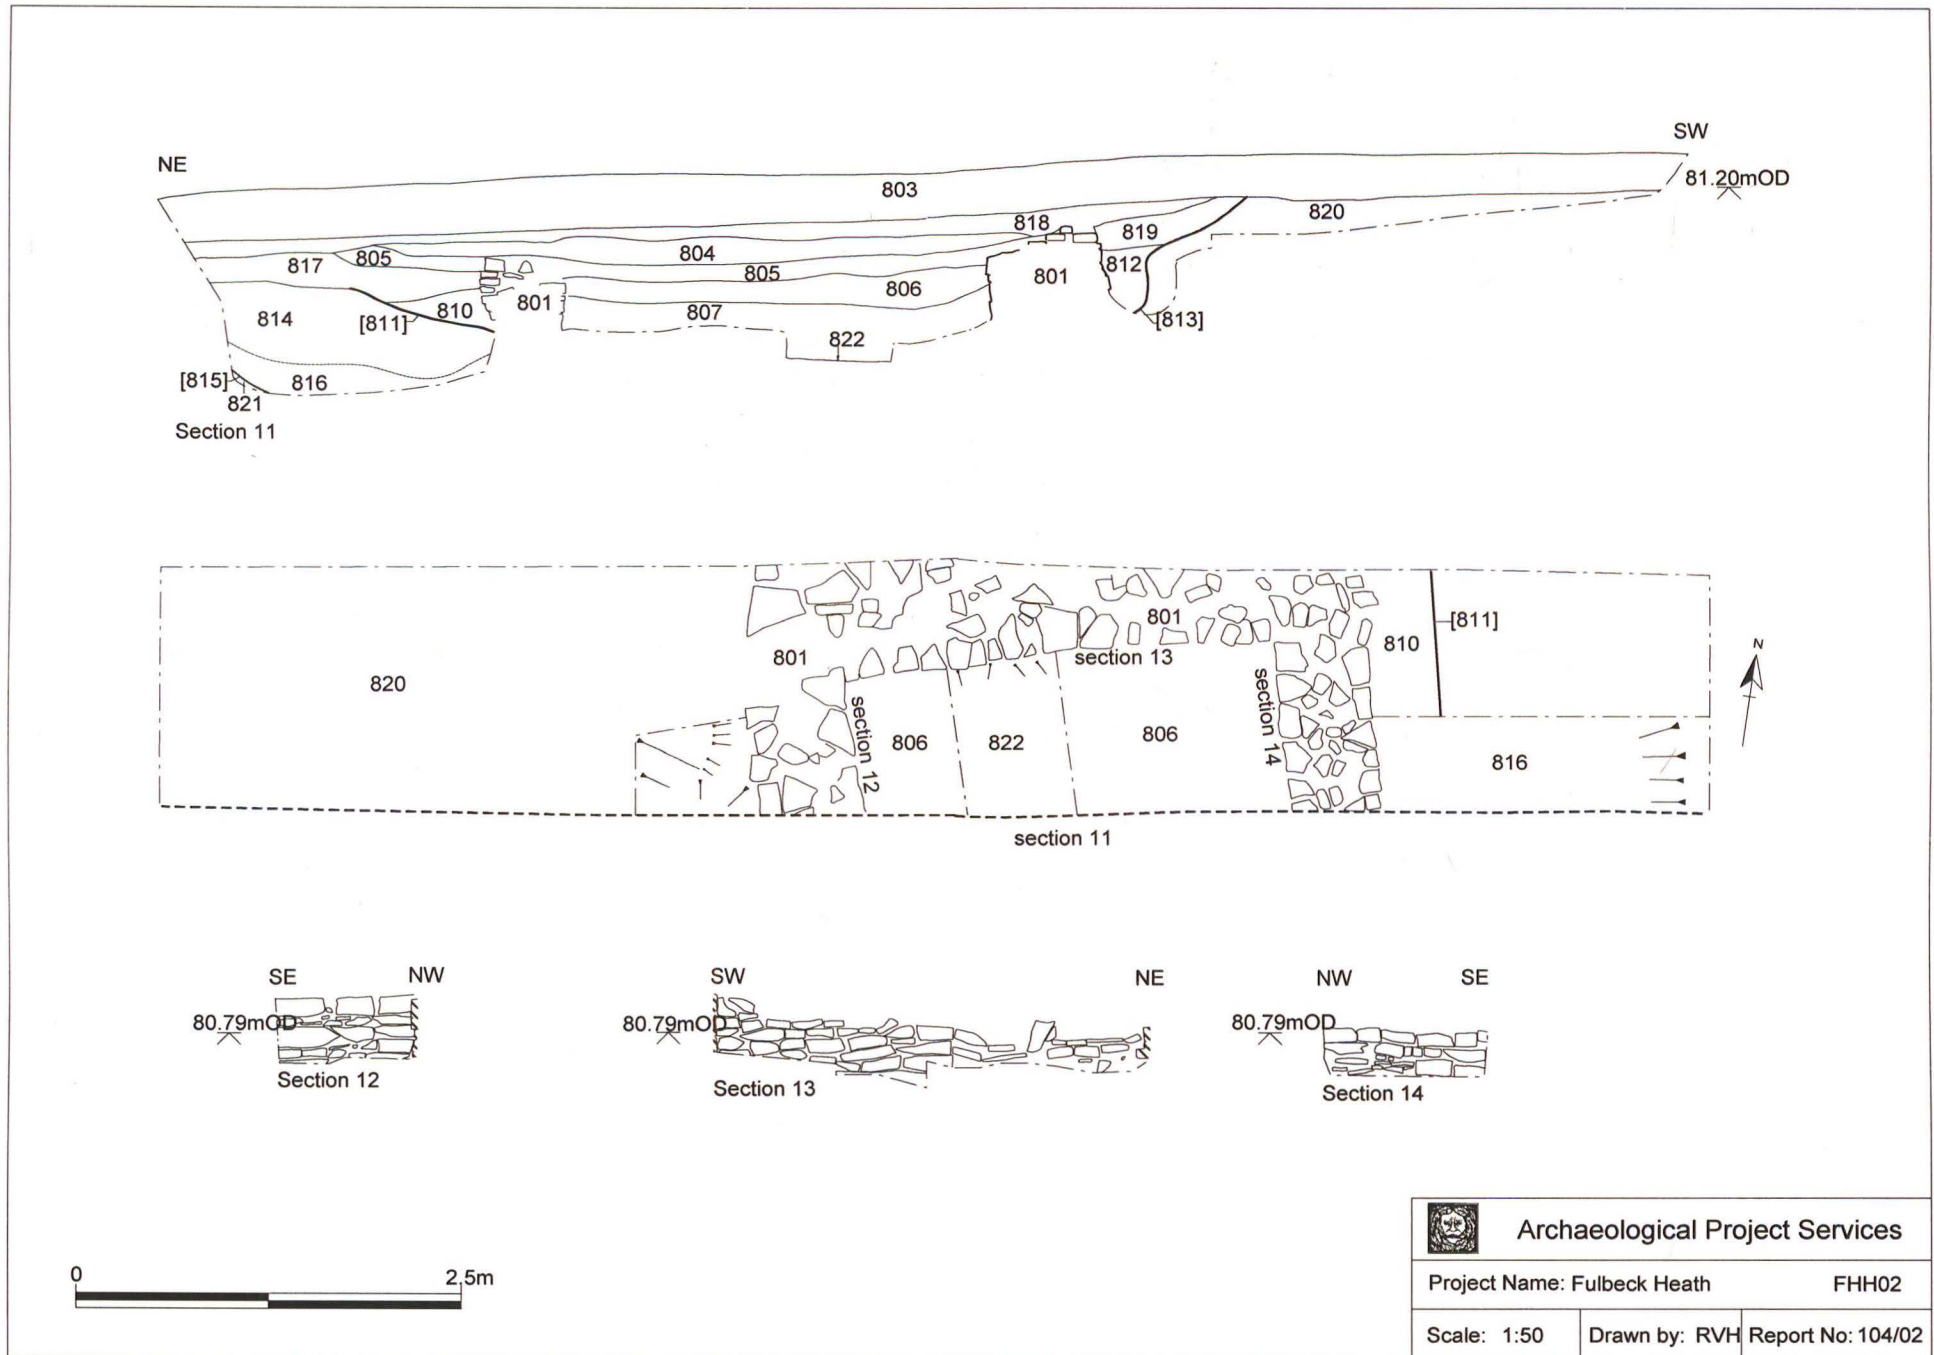 NE
SW
803
81.20mOD
818
819
820
804
817
805
805
812
801
801
806
810
807
814
[811]
[813]
822
[815]
816
821
Section 11
801
[811]
801
810
section 13
820
section 12
section 14
806
822
806
816
N
section 11
SE NW
SW NE
NW SE
80.79mOD
80.79mOD
80.79mOD
Section 12
Section 13
Section 14
0 2.5m
Archaeological Project Services
Project Name: Fulbeck Heath FHH02
Scale: 1:50 Drawn by: RVH Report No: 104/02